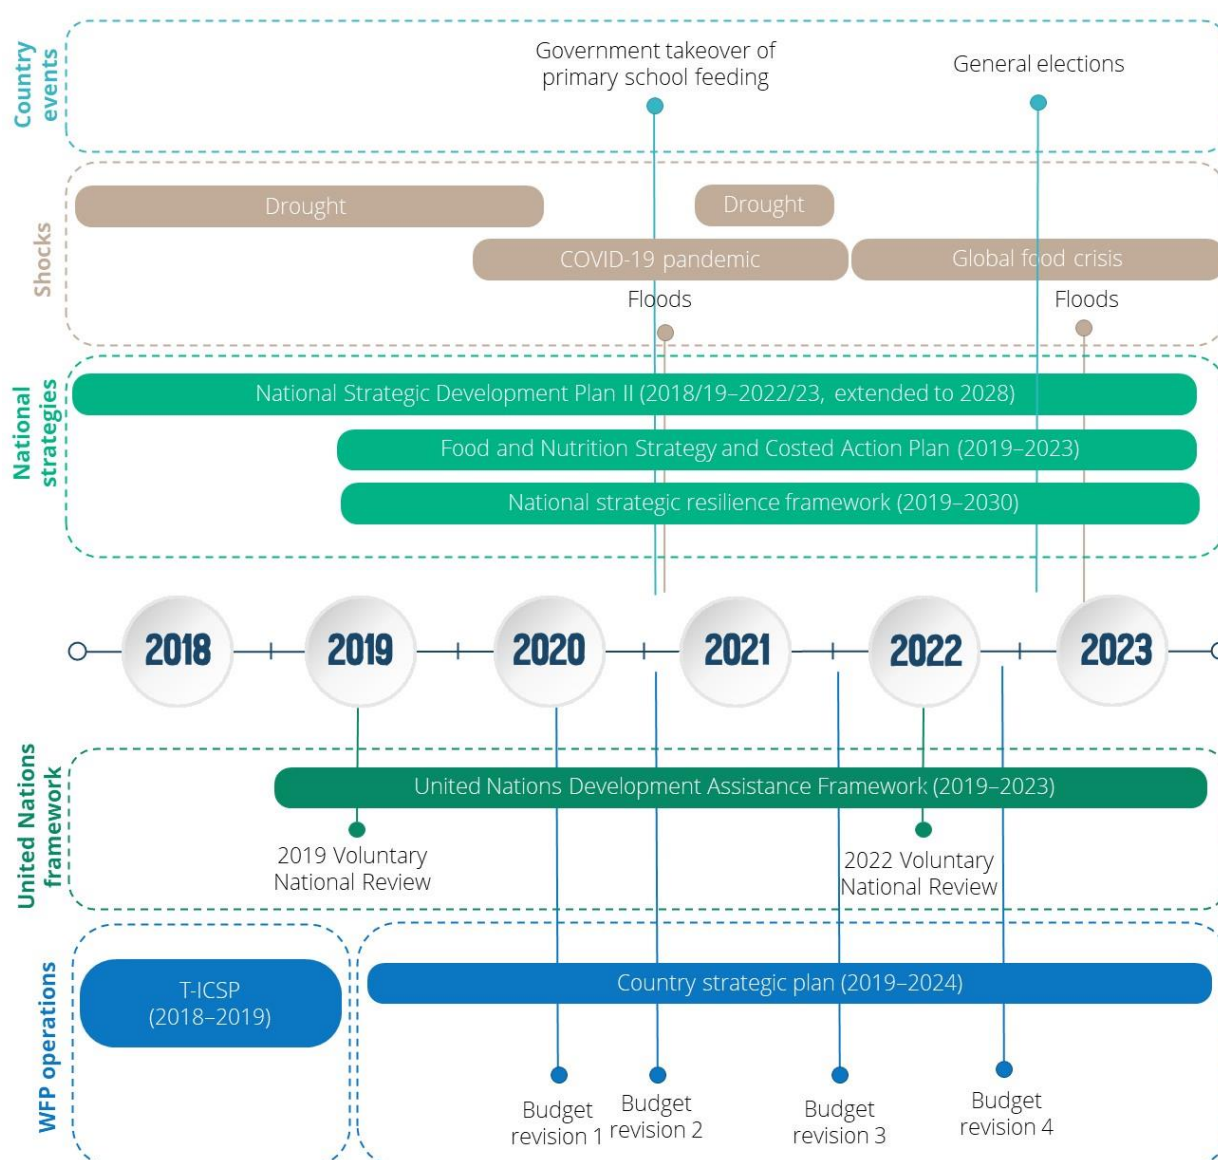 Country
events
Government takeover of
primary school feeding
General elections
Shocks
Drought
Drought
COVID-19 pandemic
Global food crisis
Floods
Floods
National
strategies
National Strategic Development Plan II (2018/19–2022/23, extended to 2028)
Food and Nutrition Strategy and Costed Action Plan (2019–2023)
National strategic resilience framework (2019–2030)
2018
2019
2020
2021
2022
2023
United Nations
framework
United Nations Development Assistance Framework (2019–2023)
2019 Voluntary
National Review
2022 Voluntary
National Review
WFP operations
T-ICSP
(2018–2019)
Country strategic plan (2019–2024)
Budget
revision 1
Budget
revision 2
Budget
revision 3
Budget
revision 4